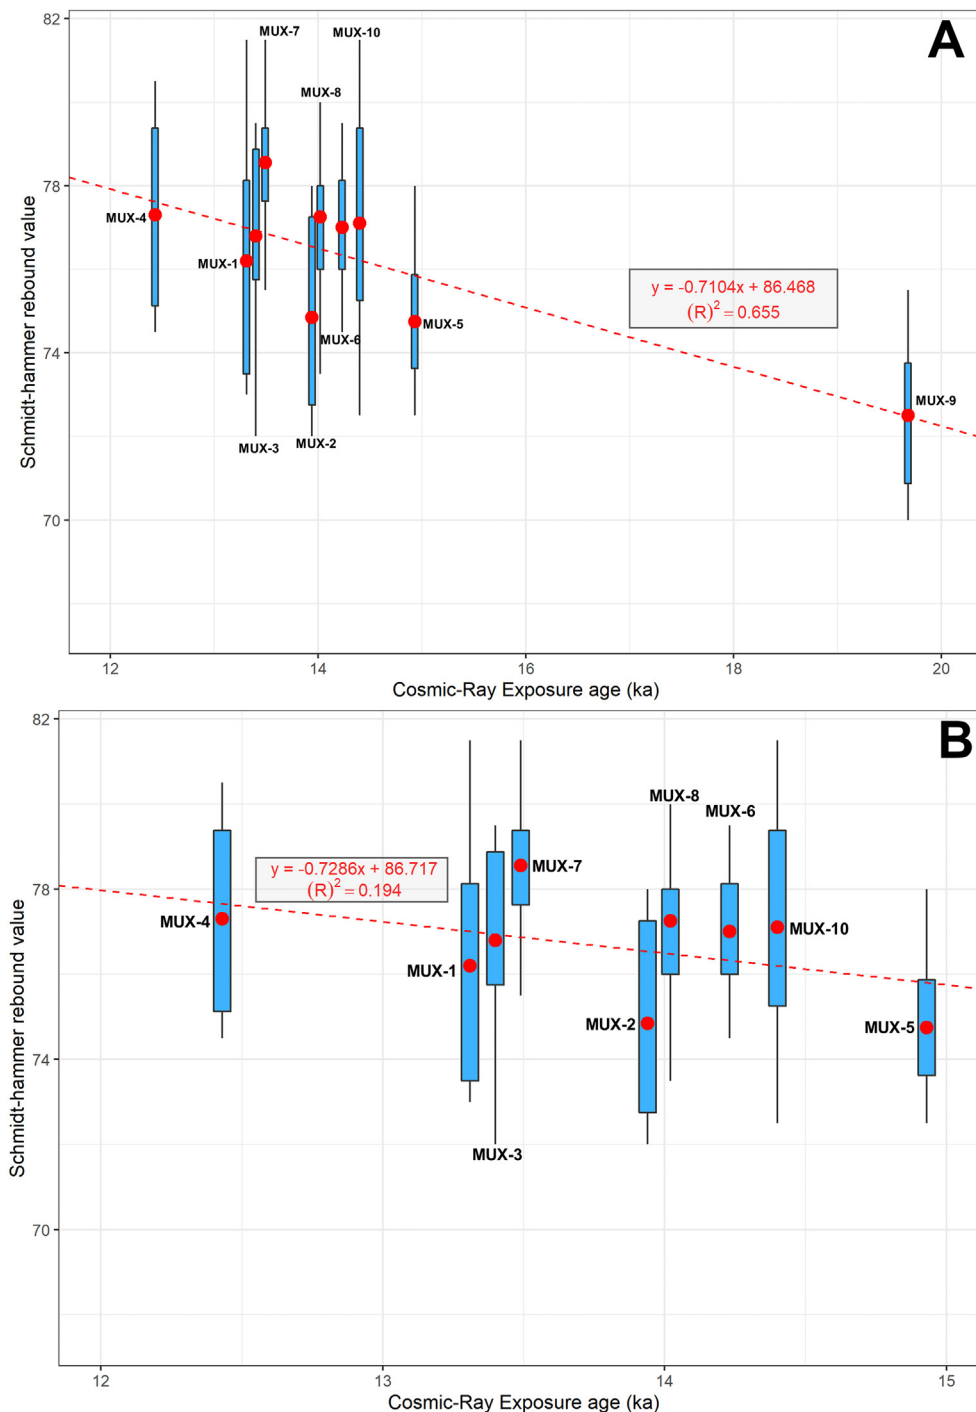 A
82
78
74
70
Schmidt-hammer rebound value
MUX-7
MUX-10
MUX-8
MUX-4
MUX-1
MUX-6
MUX-5
MUX-3
MUX-2
MUX-9
y = -0.7104x + 86.468
(R)² = 0.655
12 14 16 18 20
Cosmic-Ray Exposure age (ka)
B
82
78
74
70
Schmidt-hammer rebound value
MUX-8
MUX-6
MUX-7
y = -0.7286x + 86.717
(R)² = 0.194
MUX-4
MUX-10
MUX-1
MUX-2
MUX-5
MUX-3
12 13 14 15
Cosmic-Ray Exposure age (ka)